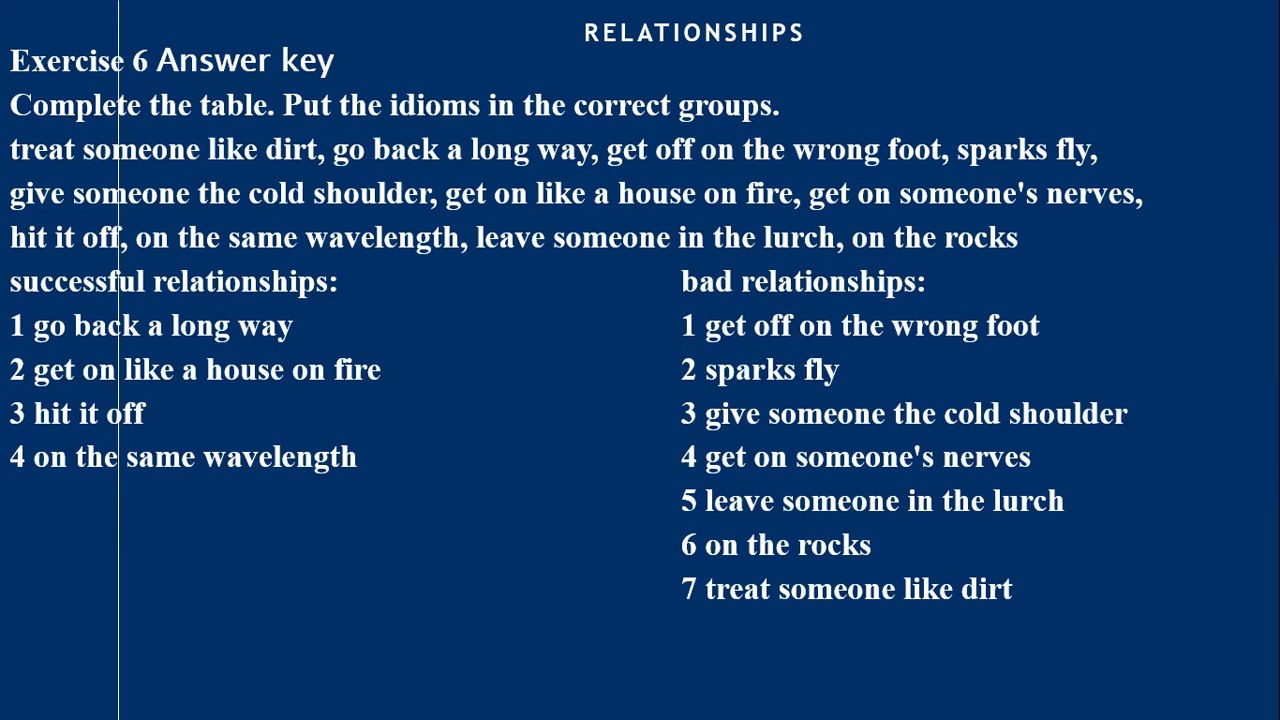 RELATIONSHIPS
Exercise 6 Answer key
Complete the table. Put the idioms in the correct groups.
treat someone like dirt, go back a long way, get off on the wrong foot, sparks fly,
give someone the cold shoulder, get on like a house on fire, get on someone's nerves,
hit it off, on the same wavelength, leave someone in the lurch, on the rocks
successful relationships:
1 go back a long way
2 get on like a house on fire
3 hit it off
4 on the same wavelength
bad relationships:
1 get off on the wrong foot
2 sparks fly
3 give someone the cold shoulder
4 get on someone's nerves
5 leave someone in the lurch
6 on the rocks
7 treat someone like dirt